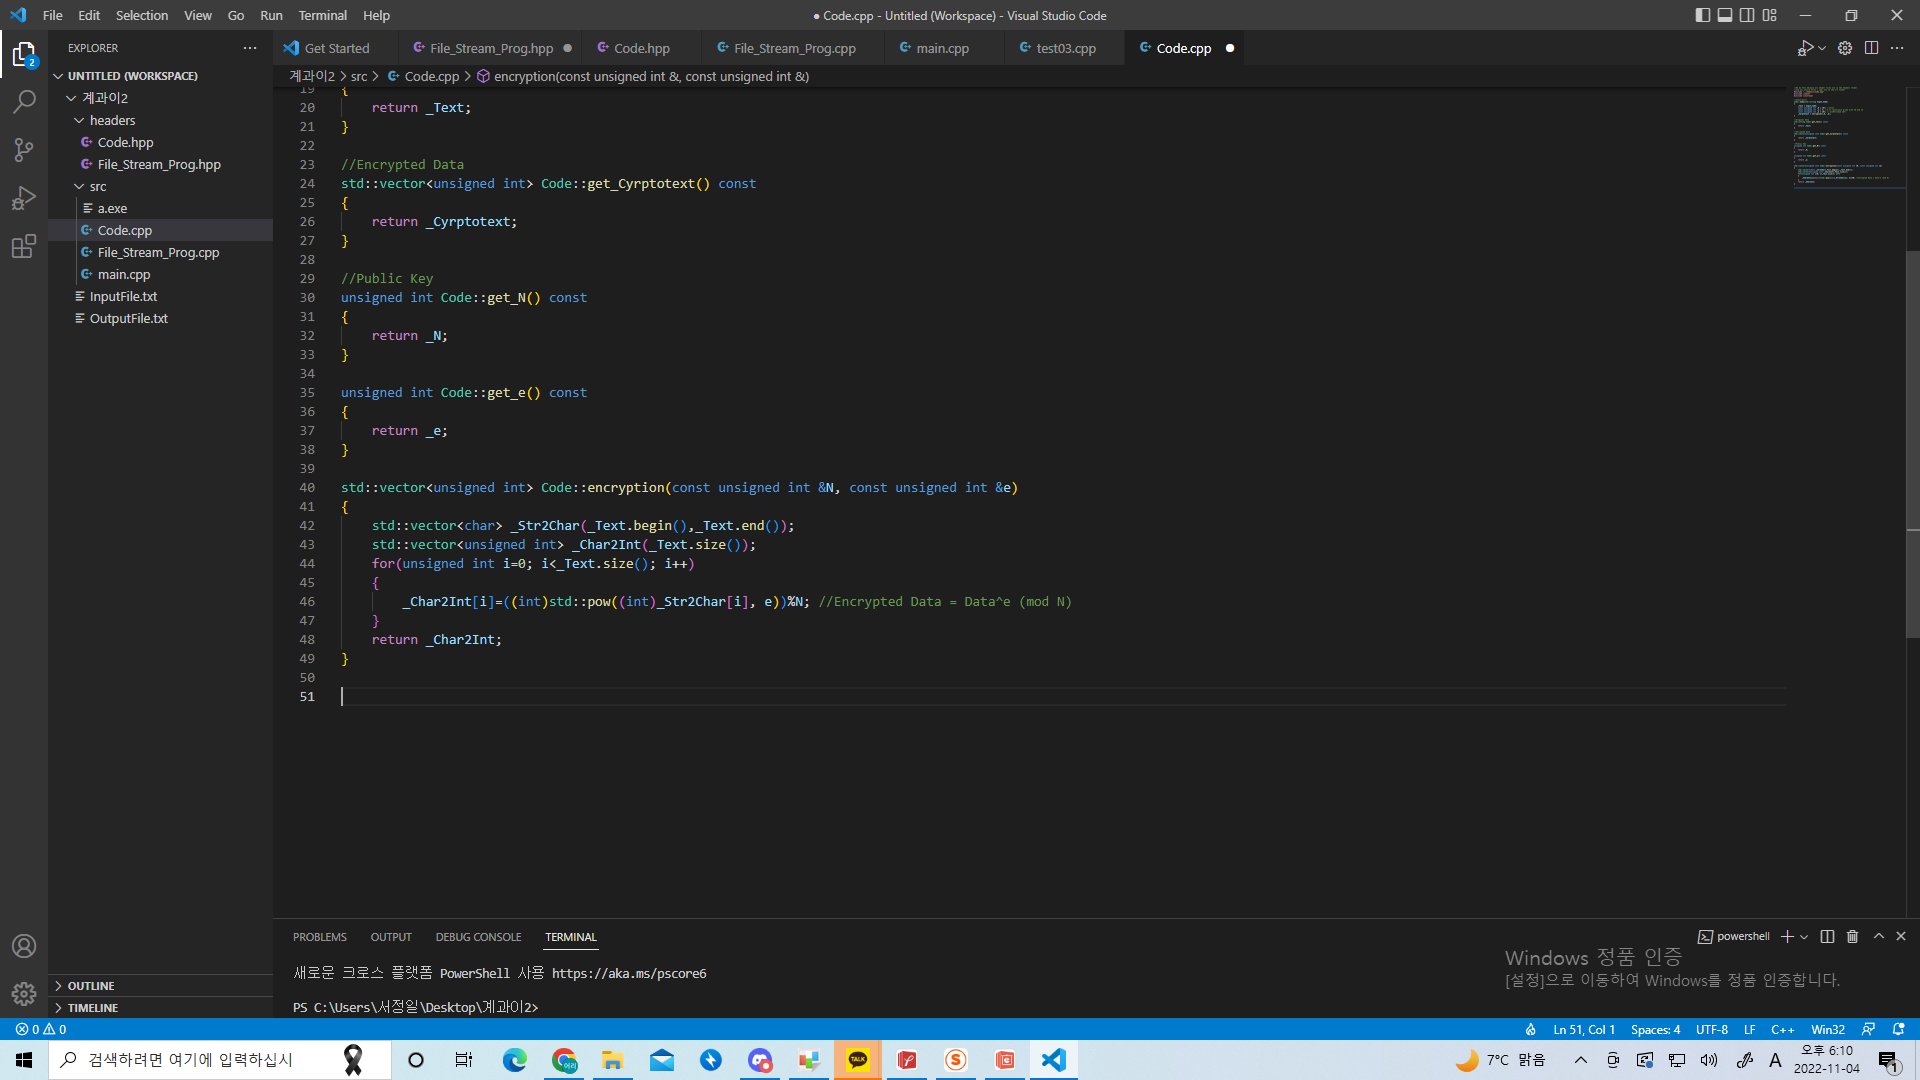 File Edit Selection View Go Run Terminal Help
● Code.cpp - Untitled (Workspace) - Visual Studio Code
EXPLORER
Get Started File_Stream_Prog.hpp Code.hpp File_Stream_Prog.cpp main.cpp test03.cpp Code.cpp
2
계과이2 > src > Code.cpp > encryption(const unsigned int &, const unsigned int &)
UNTITLED (WORKSPACE)
계과이2
headers
Code.hpp
File_Stream_Prog.hpp
src
a.exe
Code.cpp
File_Stream_Prog.cpp
main.cpp
InputFile.txt
OutputFile.txt
OUTLINE
TIMELINE
19 {
20 return _Text;
21 }
22
23 //Encrypted Data
24 std::vector<unsigned int> Code::get_Cyrptotext() const
25 {
26 return _Cyrptotext;
27 }
28
29 //Public Key
30 unsigned int Code::get_N() const
31 {
32 return _N;
33 }
34
35 unsigned int Code::get_e() const
36 {
37 return _e;
38 }
39
40 std::vector<unsigned int> Code::encryption(const unsigned int &N, const unsigned int &e)
41 {
42 std::vector<char> _Str2Char(_Text.begin(),_Text.end());
43 std::vector<unsigned int> _Char2Int(_Text.size());
44 for(unsigned int i=0; i<_Text.size(); i++)
45 {
46 _Char2Int[i]=((int)std::pow((int)_Str2Char[i], e))%N; //Encrypted Data = Data^e (mod N)
47 }
48 return _Char2Int;
49 }
50
51
PROBLEMS OUTPUT DEBUG CONSOLE TERMINAL
powershell
새로운 크로스 플랫폼 PowerShell 사용 https://aka.ms/pscore6
PS C:\Users\서정일\Desktop\계과이2>
Windows 정품 인증
[설정]으로 이동하여 Windows를 정품 인증합니다.
0 0
Ln 51, Col 1 Spaces: 4 UTF-8 LF C++ Win32
검색하려면 여기에 입력하십시
TALK
7°C 맑음
A
오후 6:10
2022-11-04
1